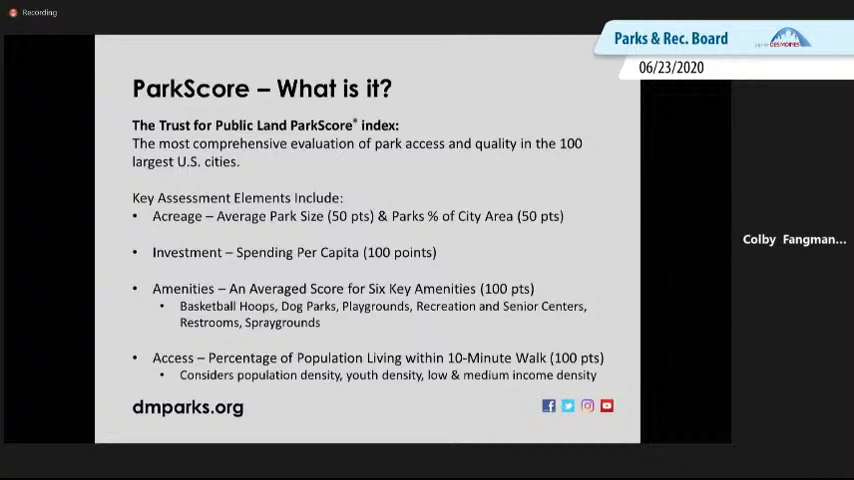 Recording
Parks & Rec. Board
CITY OF DES MOINES
06/23/2020
ParkScore – What is it?
The Trust for Public Land ParkScore® index:
The most comprehensive evaluation of park access and quality in the 100
largest U.S. cities.
Key Assessment Elements Include:
• Acreage – Average Park Size (50 pts) & Parks % of City Area (50 pts)
• Investment – Spending Per Capita (100 points)
• Amenities – An Averaged Score for Six Key Amenities (100 pts)
• Basketball Hoops, Dog Parks, Playgrounds, Recreation and Senior Centers,
Restrooms, Spraygrounds
• Access – Percentage of Population Living within 10-Minute Walk (100 pts)
• Considers population density, youth density, low & medium income density
dmparks.org
Colby Fangman...